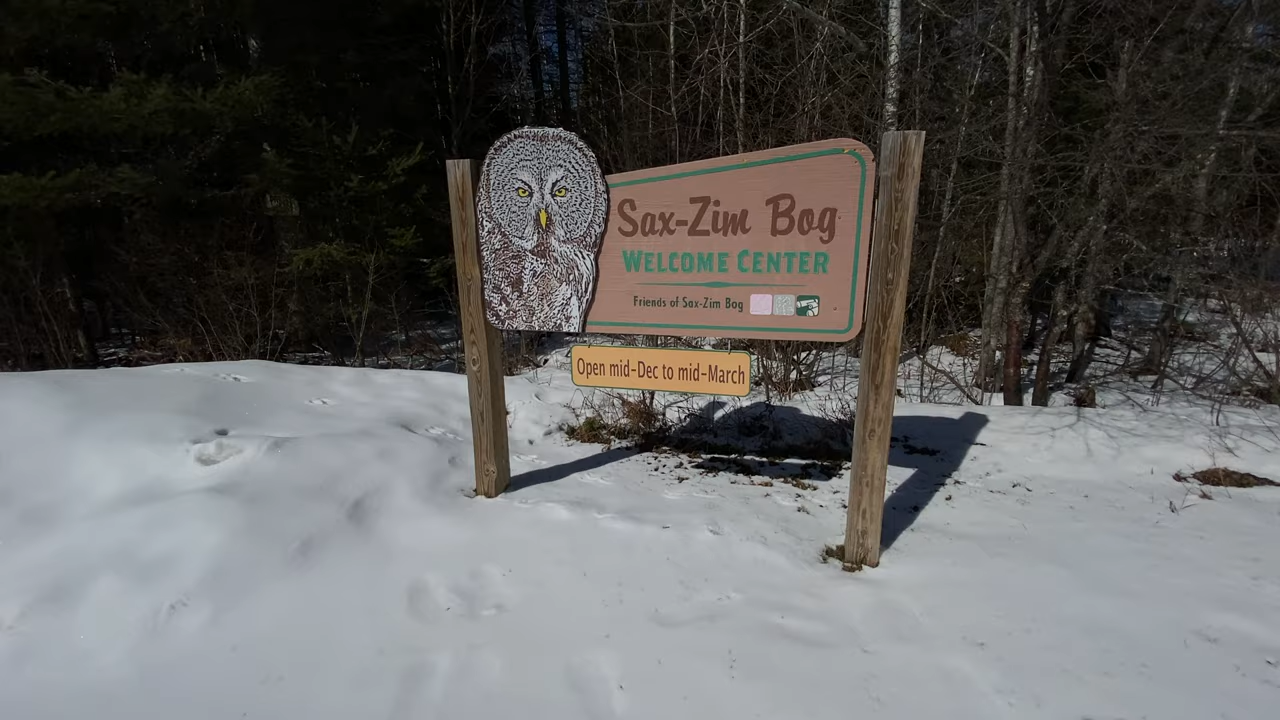 Sax-Zim Bog
WELCOME CENTER
Friends of Sax-Zim Bog
Open mid-Dec to mid-March